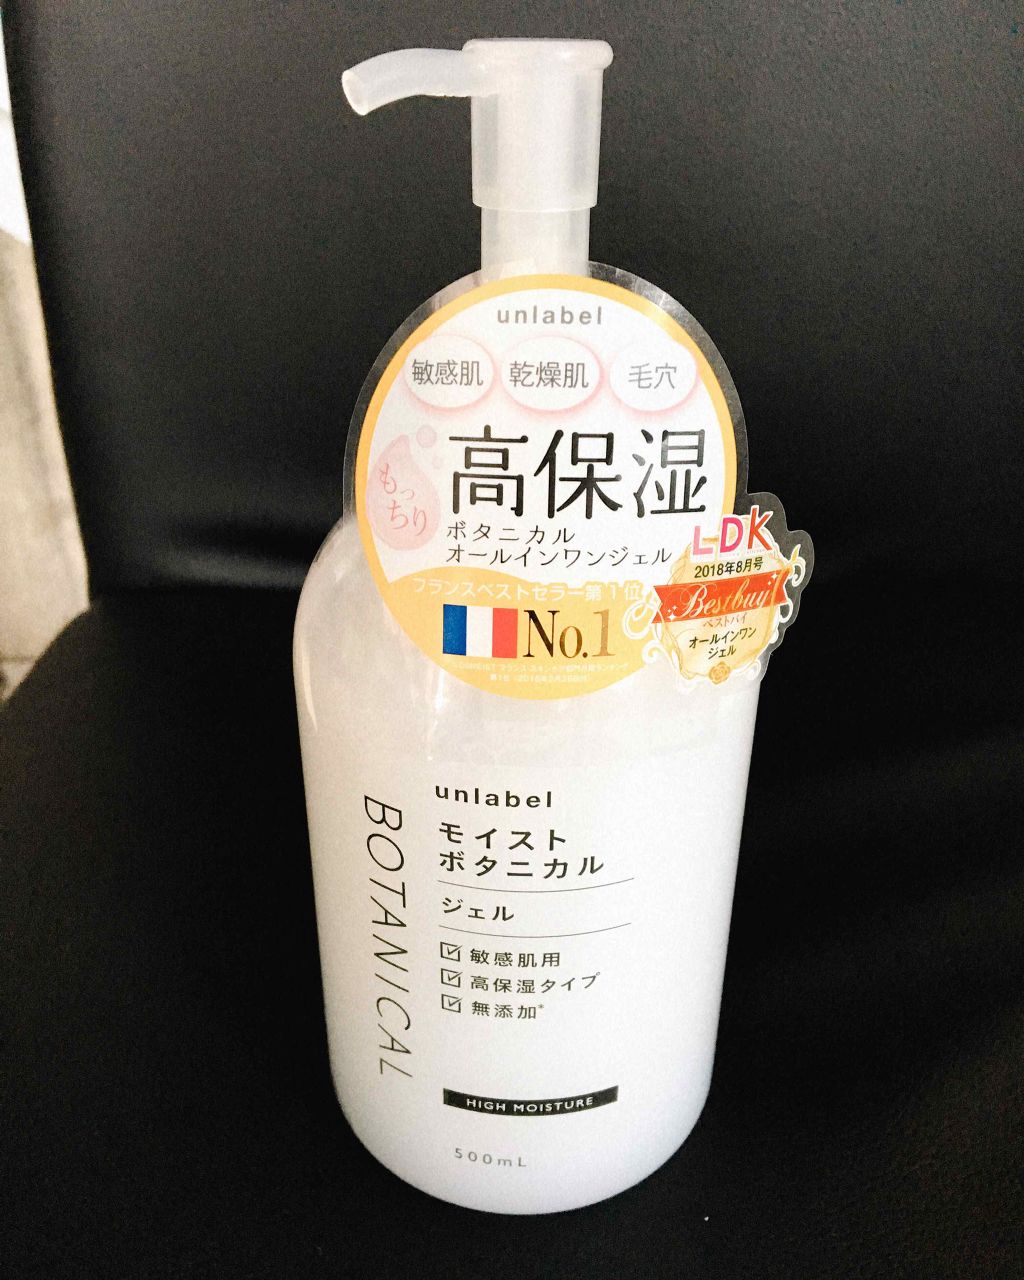 unlabel
敏感肌 乾燥肌 毛穴
もっちり
高保湿
ボタニカル
オールインワンジェル
フランスベストセラー第1位
No.1
LDK
2018年8月号
Bestbuy
ベストバイ
オールインワン
ジェル
BOTANICAL
unlabel
モイスト
ボタニカル
ジェル
敏感肌用
高保湿タイプ
無添加*
HIGH MOISTURE
500mL